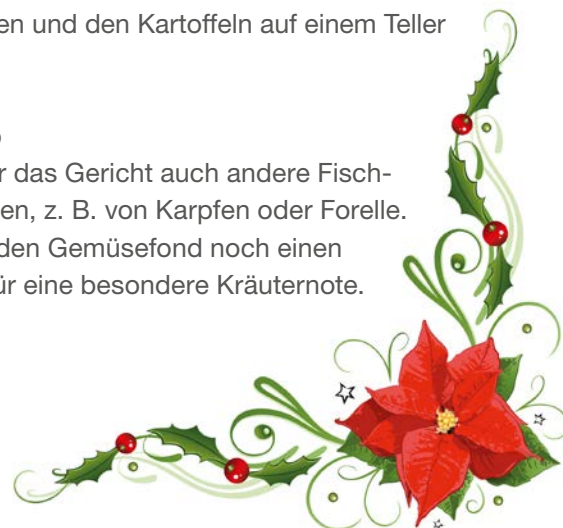 en und den Kartoffeln auf einem Teller
r das Gericht auch andere Fisch-
en, z. B. von Karpfen oder Forelle.
den Gemüsefond noch einen
ür eine besondere Kräuternote.